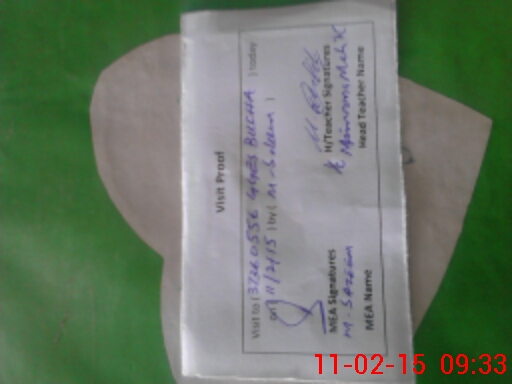 Visit Proof
Visit to (37260556 GGPS BUCHA) today
on 11/2/15 ) by ( M-Saleem )
MEA Signatures
H/Teacher Signatures
M-Saleem
MEA Name
Head Teacher Name
11-02-15 09:33